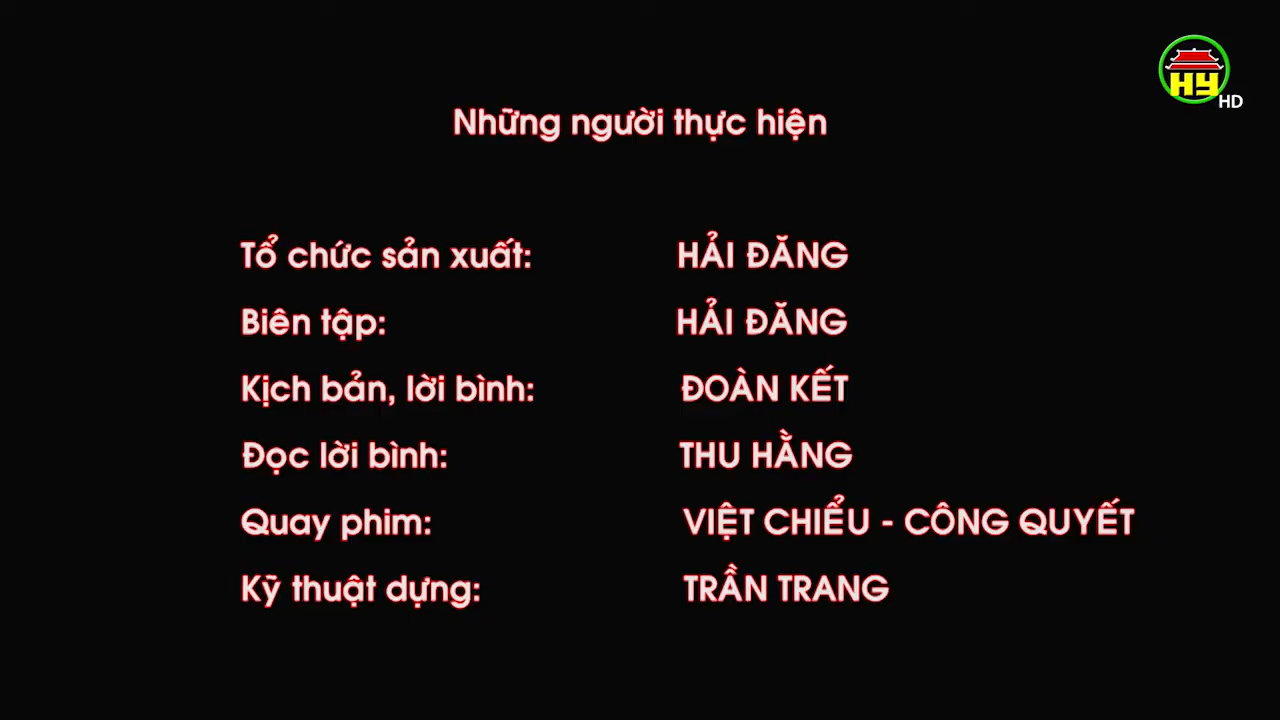 HY
HD
Những người thực hiện
Tổ chức sản xuất: HẢI ĐĂNG
Biên tập: HẢI ĐĂNG
Kịch bản, lời bình: ĐOÀN KẾT
Đọc lời bình: THU HẰNG
Quay phim: VIỆT CHIỂU - CÔNG QUYẾT
Kỹ thuật dựng: TRẦN TRANG